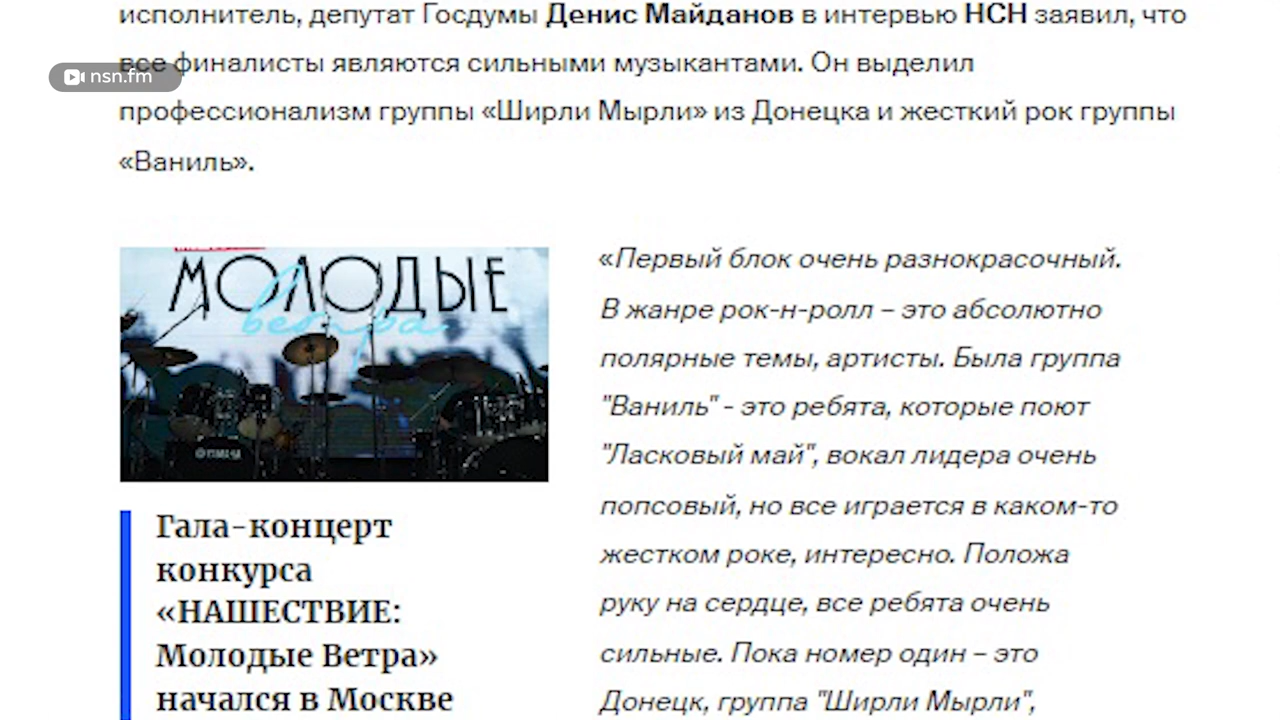 исполнитель, депутат Госдумы Денис Майданов в интервью НСН заявил, что
все финалисты являются сильными музыкантами. Он выделил
nsn.fm
профессионализм группы «Ширли Мырли» из Донецка и жесткий рок группы
«Ваниль».
МОЛОДЫЕ
ветра
YAMAHA
Гала-концерт
конкурса
«НАШЕСТВИЕ:
Молодые Ветра»
начался в Москве
«Первый блок очень разнокрасочный.
В жанре рок-н-ролл – это абсолютно
полярные темы, артисты. Была группа
"Ваниль" - это ребята, которые поют
"Ласковый май", вокал лидера очень
попсовый, но все играется в каком-то
жестком роке, интересно. Положа
руку на сердце, все ребята очень
сильные. Пока номер один – это
Донецк, группа "Ширли Мырли",